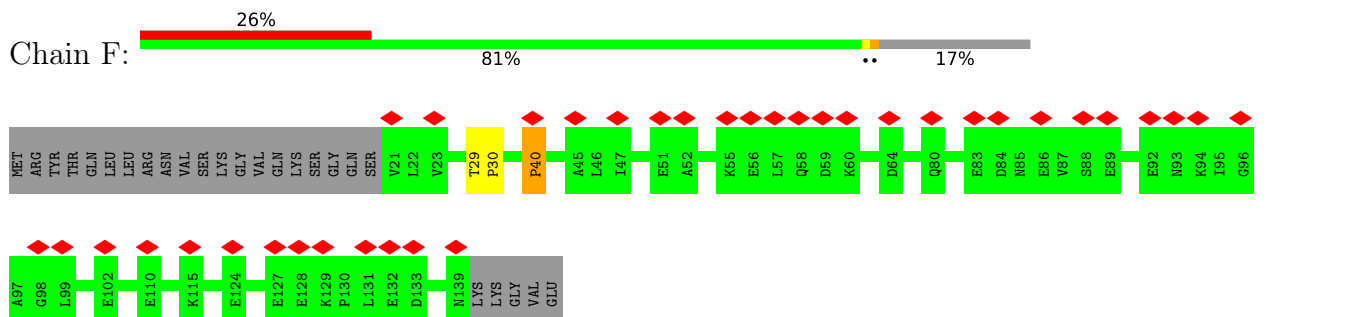 26%
Chain F:
81% •• 17%
MET ARG TYR THR GLN LEU LEU ARG ASN VAL SER LYS GLY VAL GLN LYS SER GLY GLN SER V21 L22 V23 T29 P30 P40 A45 L46 I47 E51 A52 K55 E56 L57 Q58 D59 K60 D64 Q80 E83 D84 N85 E86 V87 S88 E89 E92 N93 K94 I95 G96
A97 G98 L99 E102 E110 K115 E124 E127 E128 K129 P130 L131 E132 D133 N139 LYS LYS GLY VAL GLU